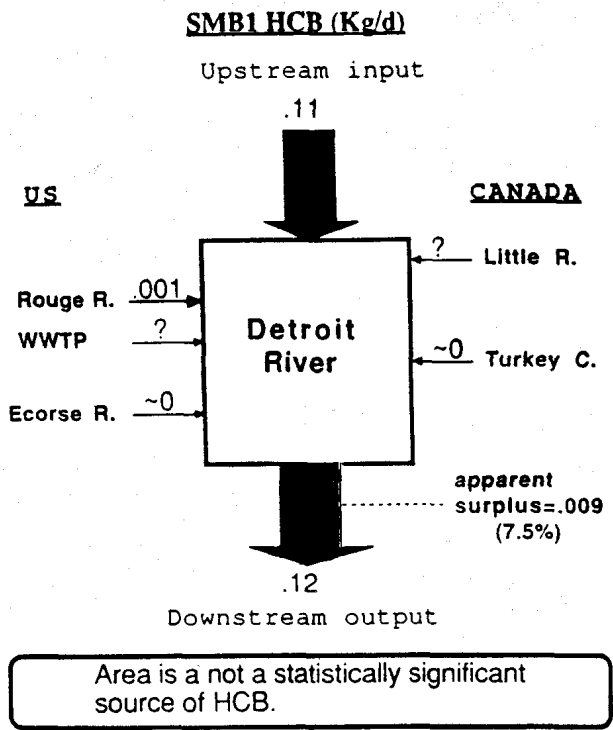 SMB1 HCB (Kg/d)
Upstream input
.11
US
CANADA
? Little R.
Rouge R. .001
WWTP ?
Detroit
River
~0 Turkey C.
Ecorse R. ~0
apparent
surplus=.009
(7.5%)
.12
Downstream output
Area is a not a statistically significant
source of HCB.